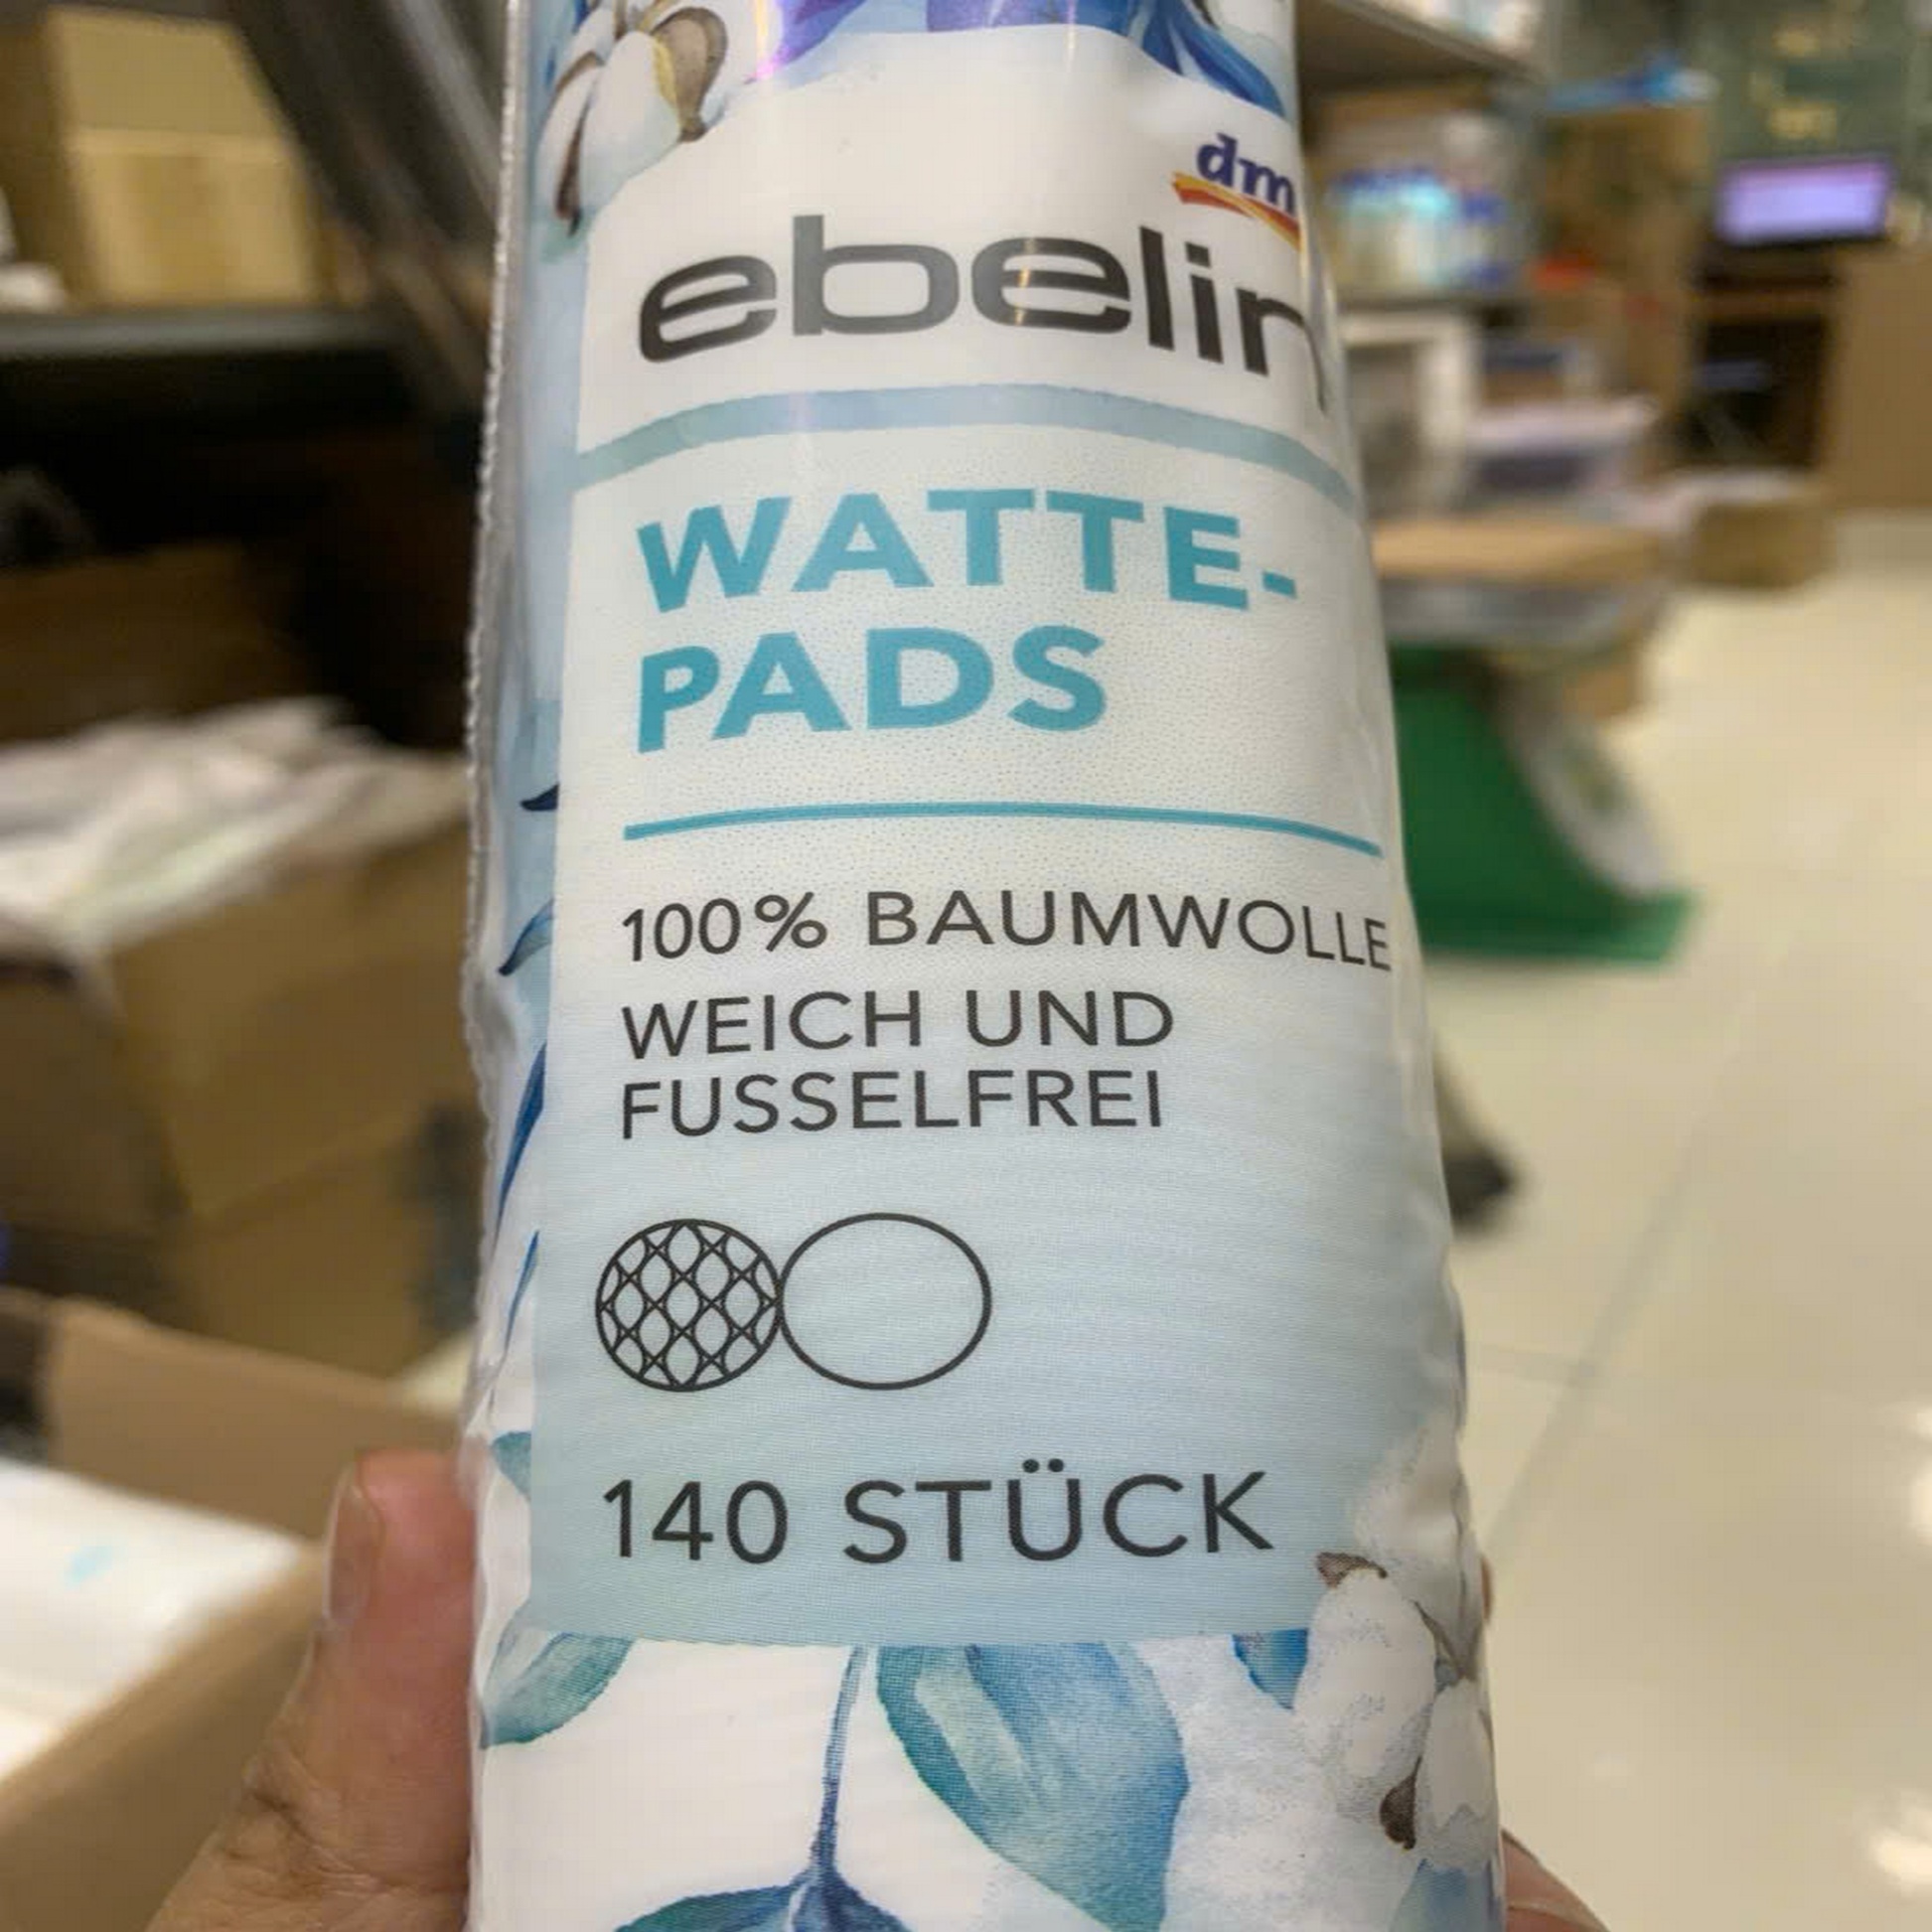 dm
ebelin
WATTE-
PADS
100% BAUMWOLLE
WEICH UND
FUSSELFREI
140 STÜCK